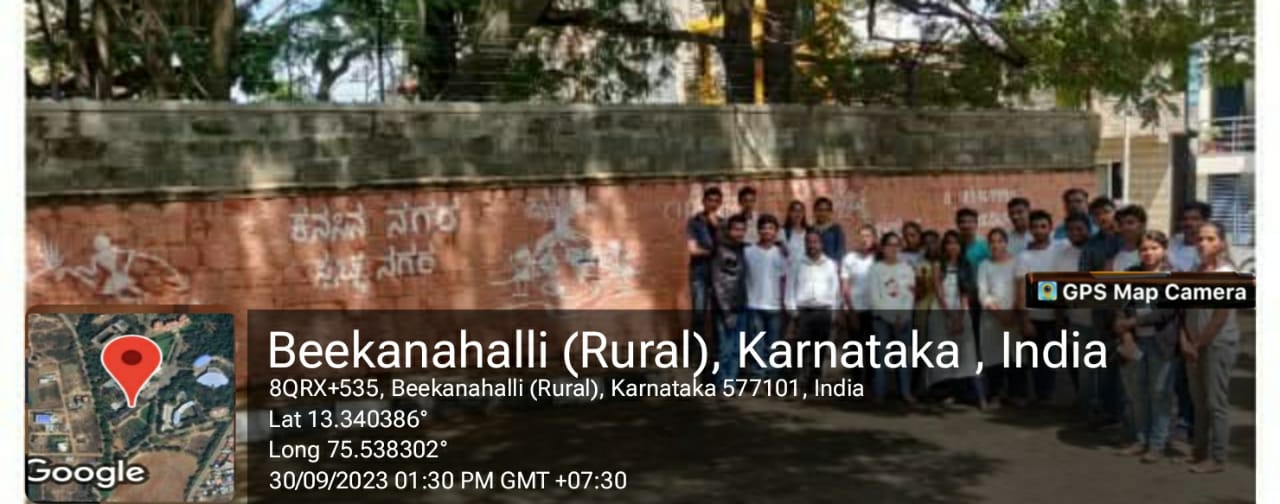 ಕನಸಿನ ನಗರ
ಸ್ವಚ್ಛ ನಗರ
GPS Map Camera
Beekanahalli (Rural), Karnataka , India
8QRX+535, Beekanahalli (Rural), Karnataka 577101, India
Lat 13.340386°
Long 75.538302°
30/09/2023 01:30 PM GMT +07:30
Google